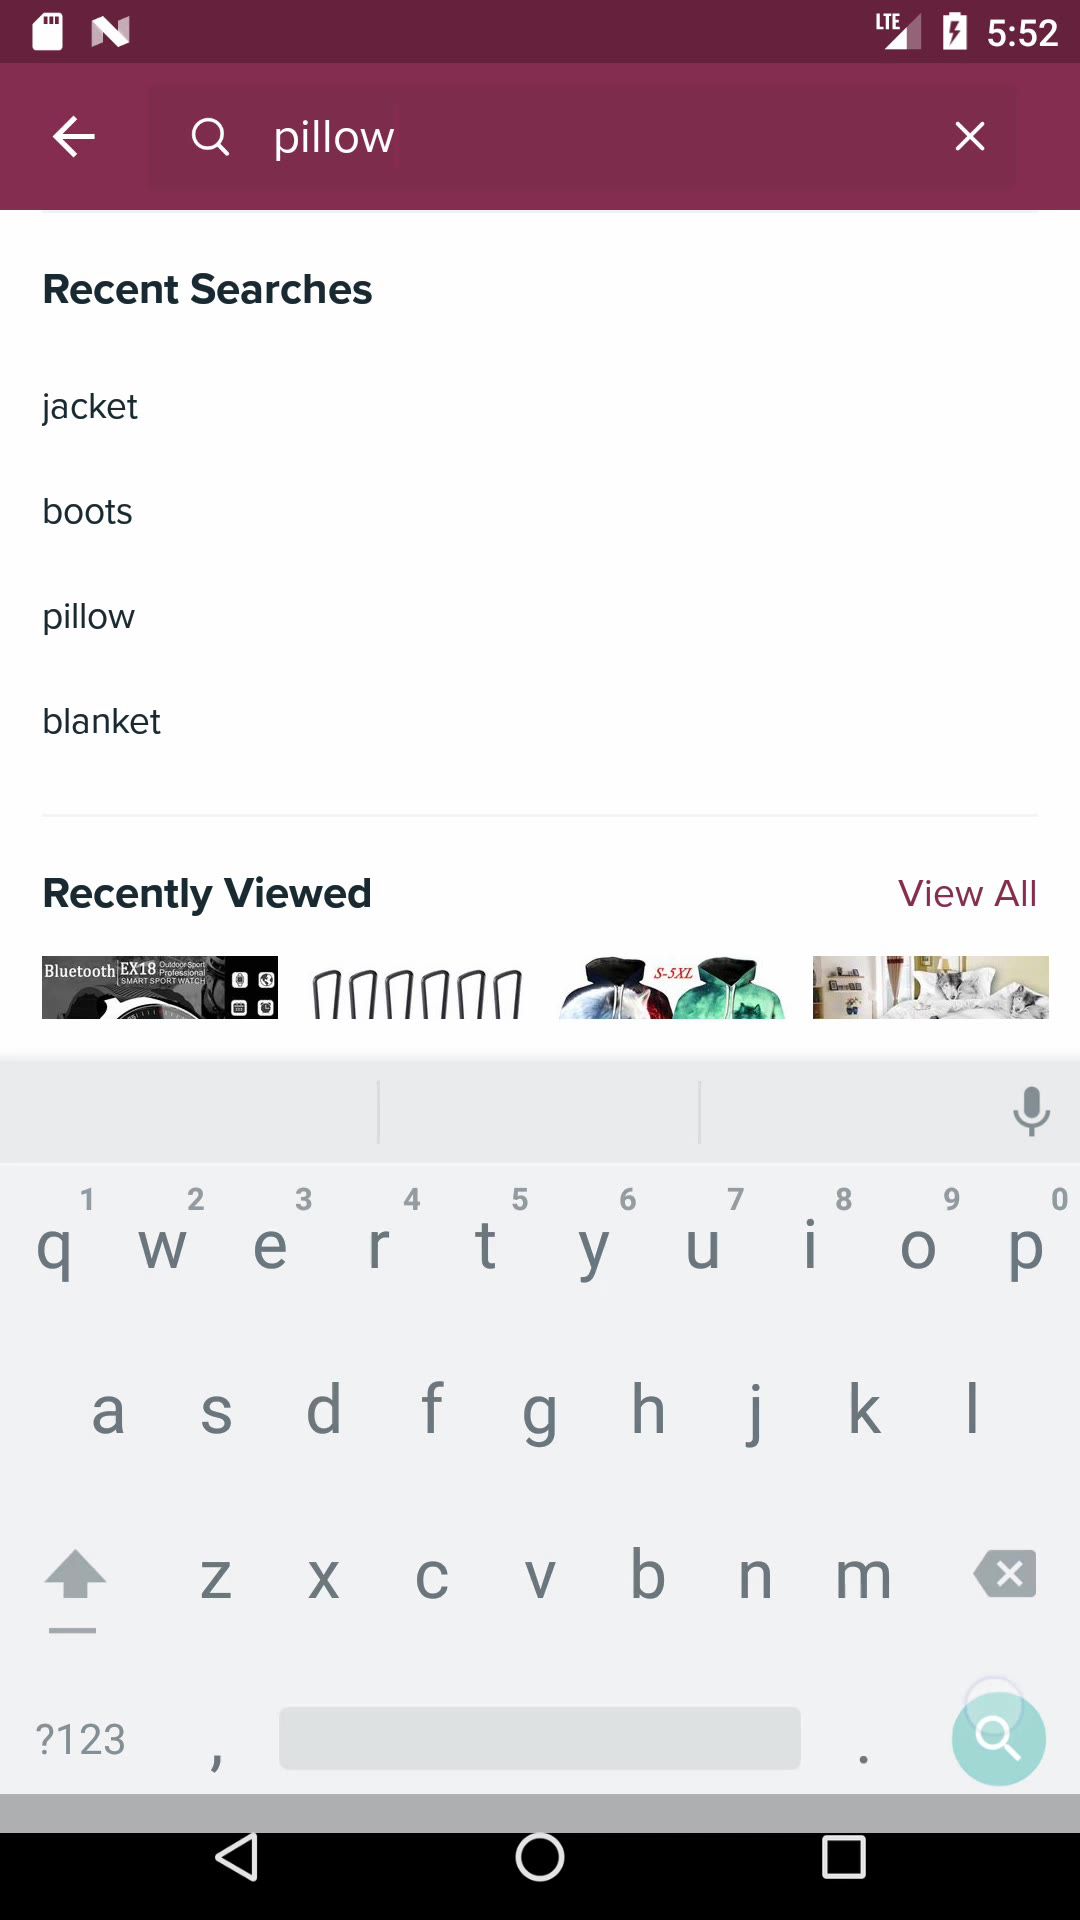 LTE 5:52
pillow
Recent Searches
jacket
boots
pillow
blanket
Recently Viewed View All
Bluetooth EX18 Outdoor Sport Professional SMART SPORT WATCH
S-5XL
1 2 3 4 5 6 7 8 9 0
q w e r t y u i o p
a s d f g h j k l
z x c v b n m
?123 , .